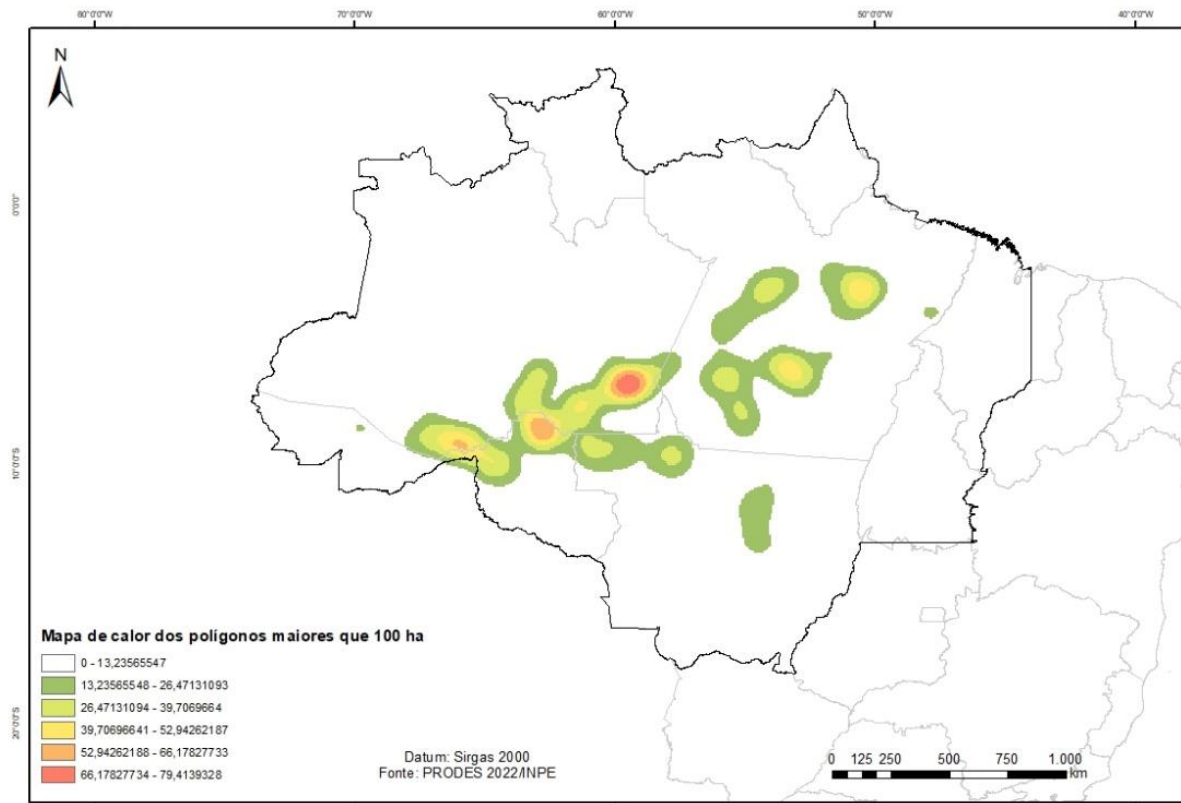 80°0'0"W 70°0'0"W 60°0'0"W 50°0'0"W 40°0'0"W
N
0°0'0"
10°0'0"S
20°0'0"S
Mapa de calor dos polígonos maiores que 100 ha
0 - 13,23565547
13,23565548 - 26,47131093
26,47131094 - 39,7069664
39,70696641 - 52,94262187
52,94262188 - 66,17827733
66,17827734 - 79,4139328
Datum: Sirgas 2000
Fonte: PRODES 2022/INPE
0 125 250 500 750 1.000
km